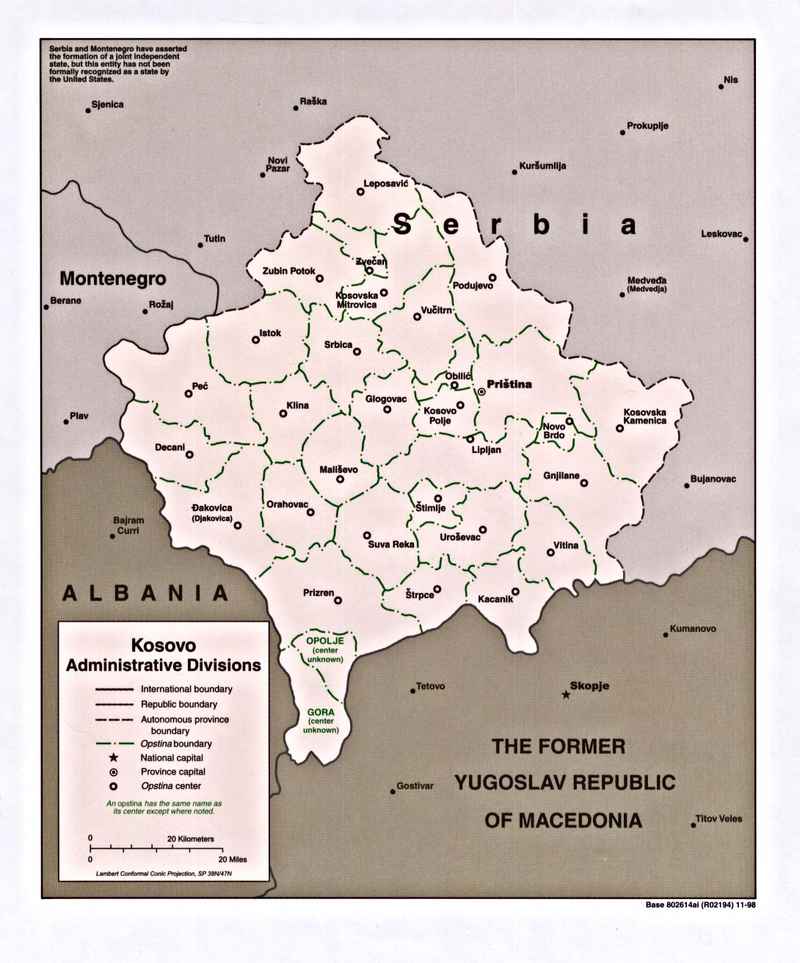 Serbia and Montenegro have asserted
the formation of a joint independent
state, but this entity has not been
formally recognized as a state by
the United States.
Nis
Sjenica
Raška
Prokuplje
Novi
Pazar
Kuršumlija
Leposavić
Serbia
Leskovac
Tutin
Montenegro
Zvečan
Zubin Potok
Podujevo
Medveđa
(Medvedja)
Berane
Rožaj
Kosovska
Mitrovica
Vučitrn
Istok
Srbica
Obilić
Peć
Priština
Klina
Glogovac
Kosovo
Polje
Kosovska
Kamenica
Plav
Novo
Brdo
Decani
Lipljan
Mališevo
Gnjilane
Bujanovac
Đakovica
(Djakovica)
Orahovac
Štimlje
Bajram
Curri
Suva Reka
Uroševac
Vitina
ALBANIA
Prizren
Štrpce
Kacanik
Kumanovo
OPOLJE
(center
unknown)
Tetovo
Skopje
GORA
(center
unknown)
THE FORMER
YUGOSLAV REPUBLIC
OF MACEDONIA
Gostivar
Titov Veles
Kosovo
Administrative Divisions
International boundary
Republic boundary
Autonomous province
boundary
Opstina boundary
National capital
Province capital
Opstina center
An opstina has the same name as
its center except where noted.
0 20 Kilometers
0 20 Miles
Lambert Conformal Conic Projection, SP 39N/47N
Base 802614ai (R02194) 11-98